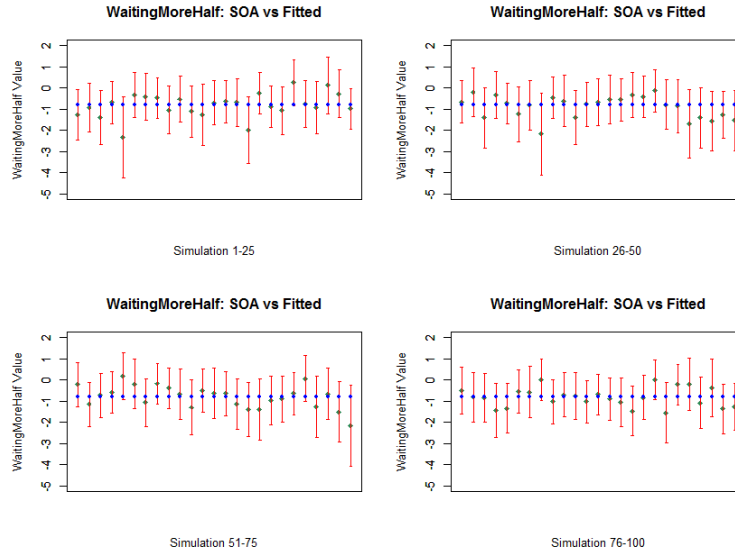 WaitingMoreHalf: SOA vs Fitted
WaitingMoreHalf: SOA vs Fitted
WaitingMoreHalf Value
2
1
0
-1
-2
-3
-4
-5
WaitingMoreHalf Value
2
1
0
-1
-2
-3
-4
-5
Simulation 1-25
Simulation 26-50
WaitingMoreHalf: SOA vs Fitted
WaitingMoreHalf: SOA vs Fitted
WaitingMoreHalf Value
2
1
0
-1
-2
-3
-4
-5
WaitingMoreHalf Value
2
1
0
-1
-2
-3
-4
-5
Simulation 51-75
Simulation 76-100